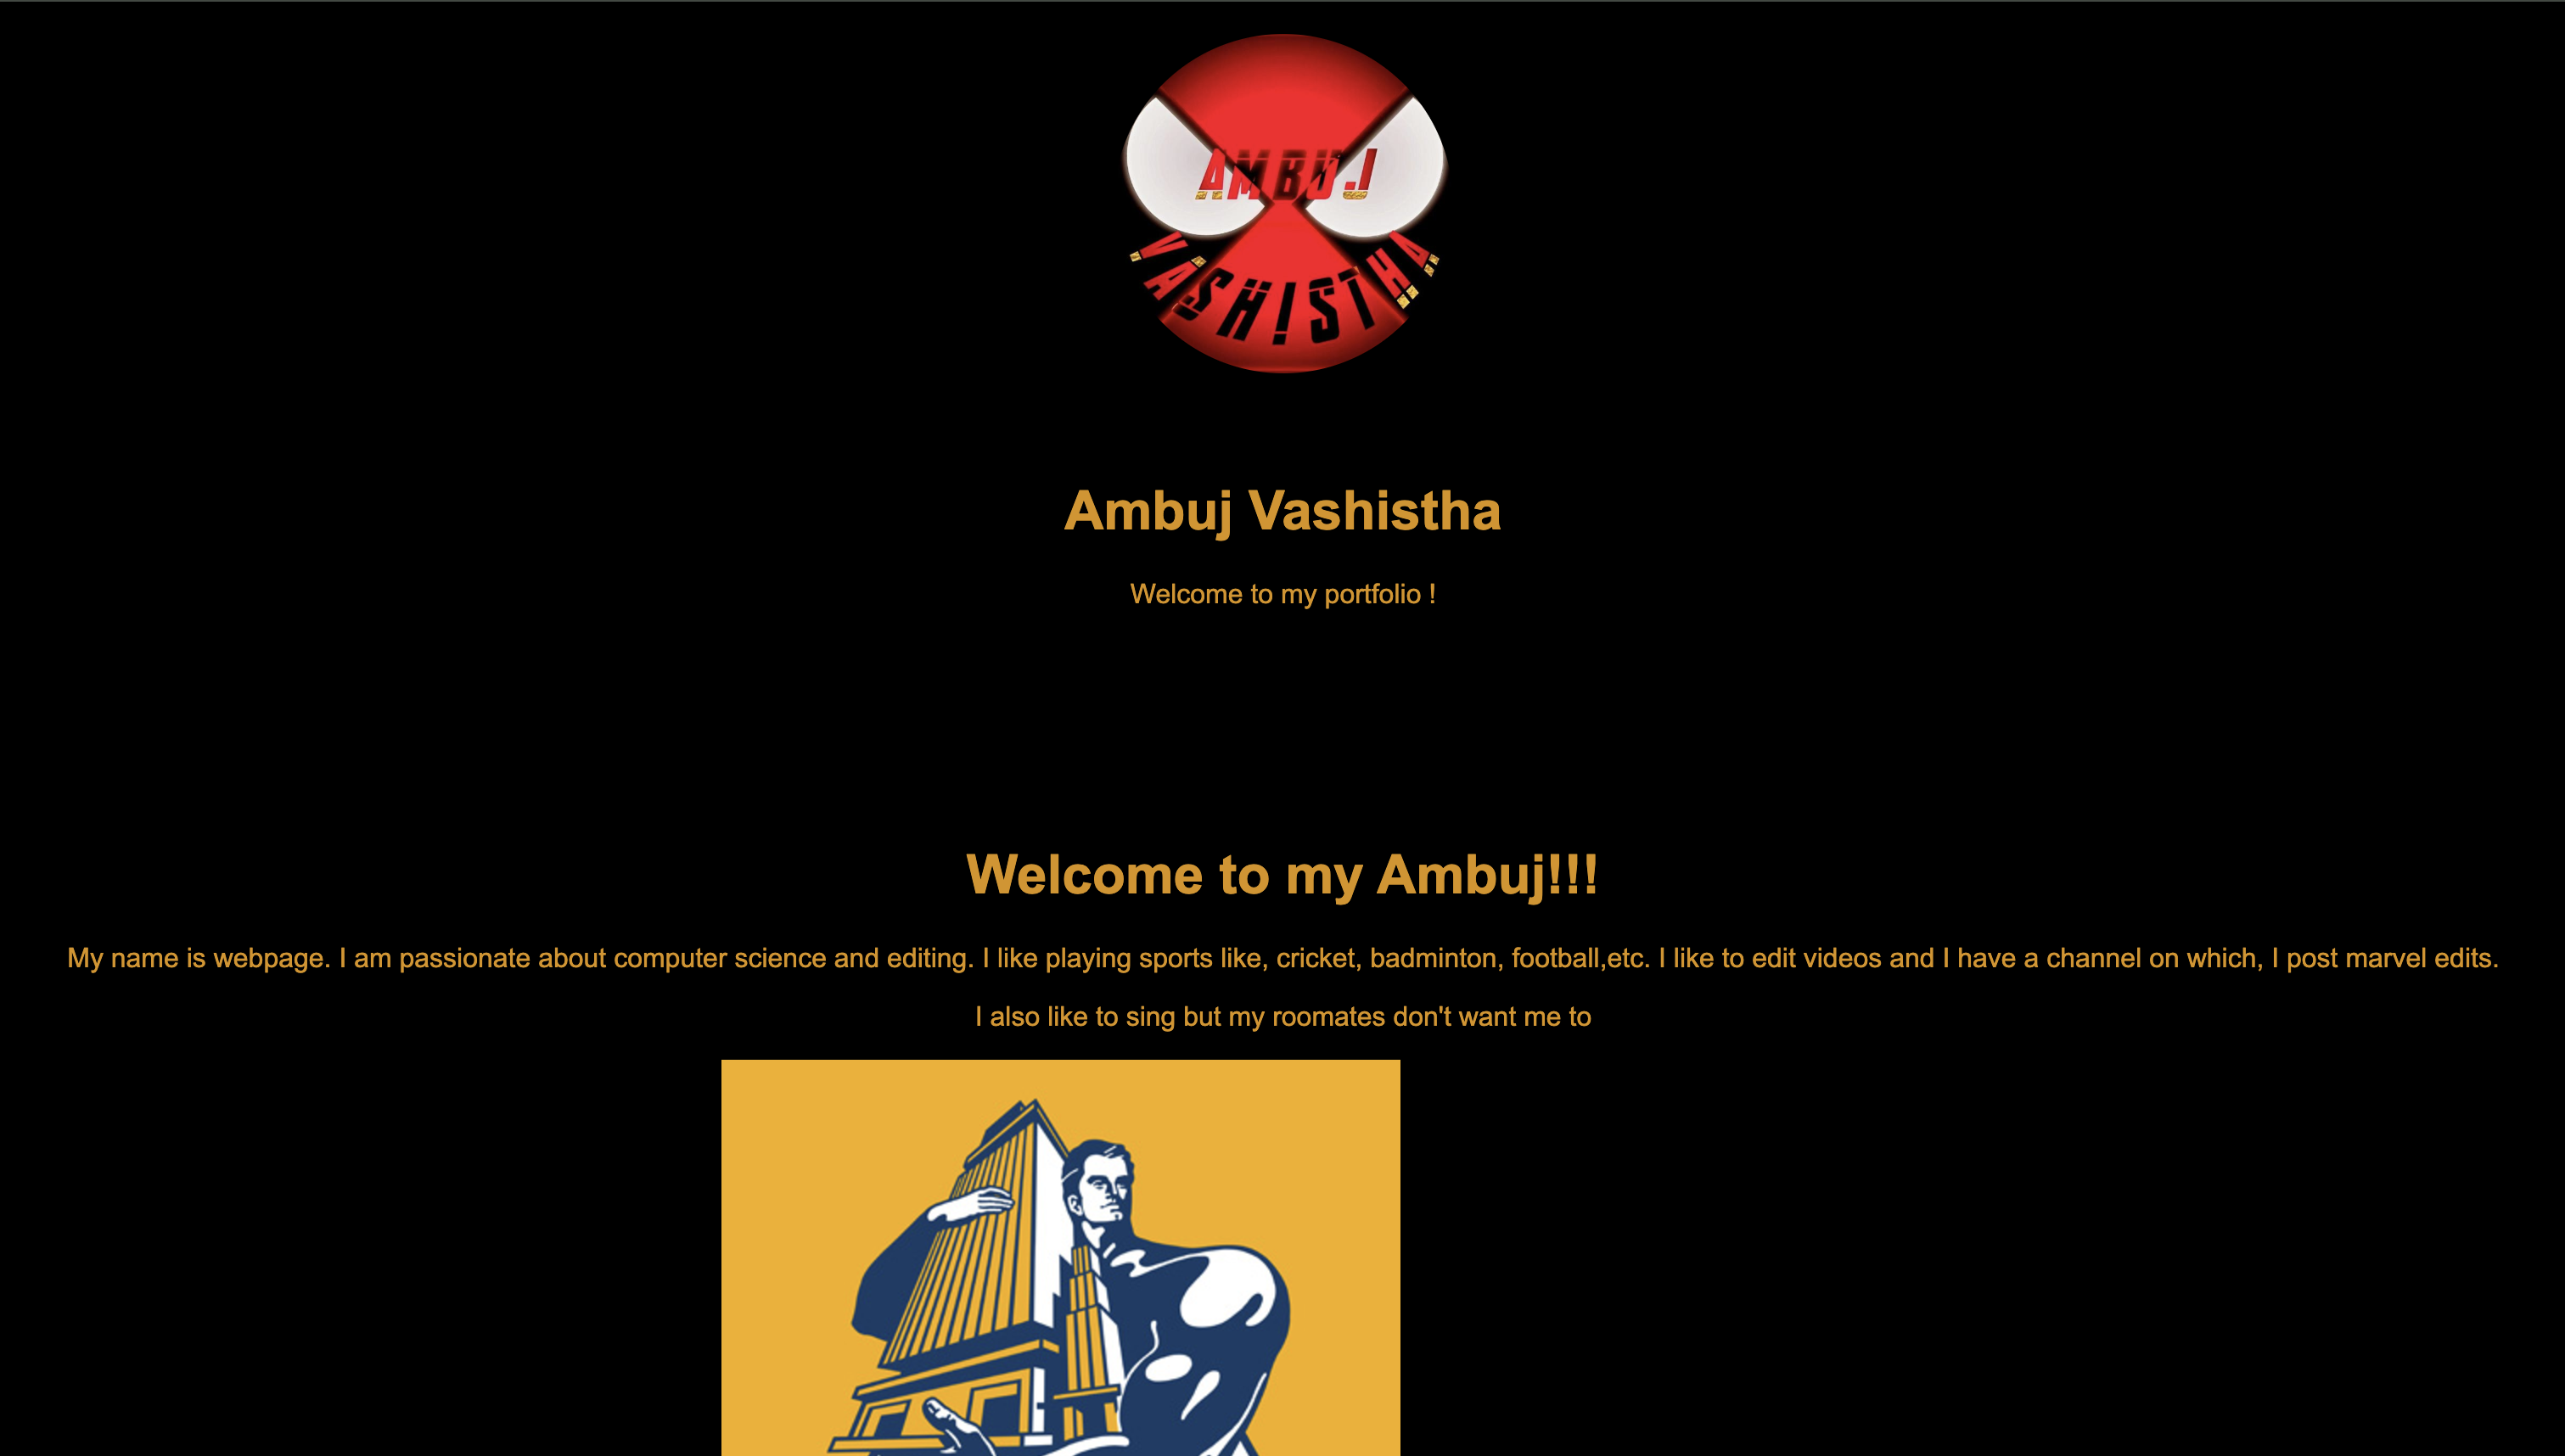 AMBUJ
VASHISTHA
Ambuj Vashistha
Welcome to my portfolio !
Welcome to my Ambuj!!!
My name is webpage. I am passionate about computer science and editing. I like playing sports like, cricket, badminton, football,etc. I like to edit videos and I have a channel on which, I post marvel edits.
I also like to sing but my roomates don't want me to